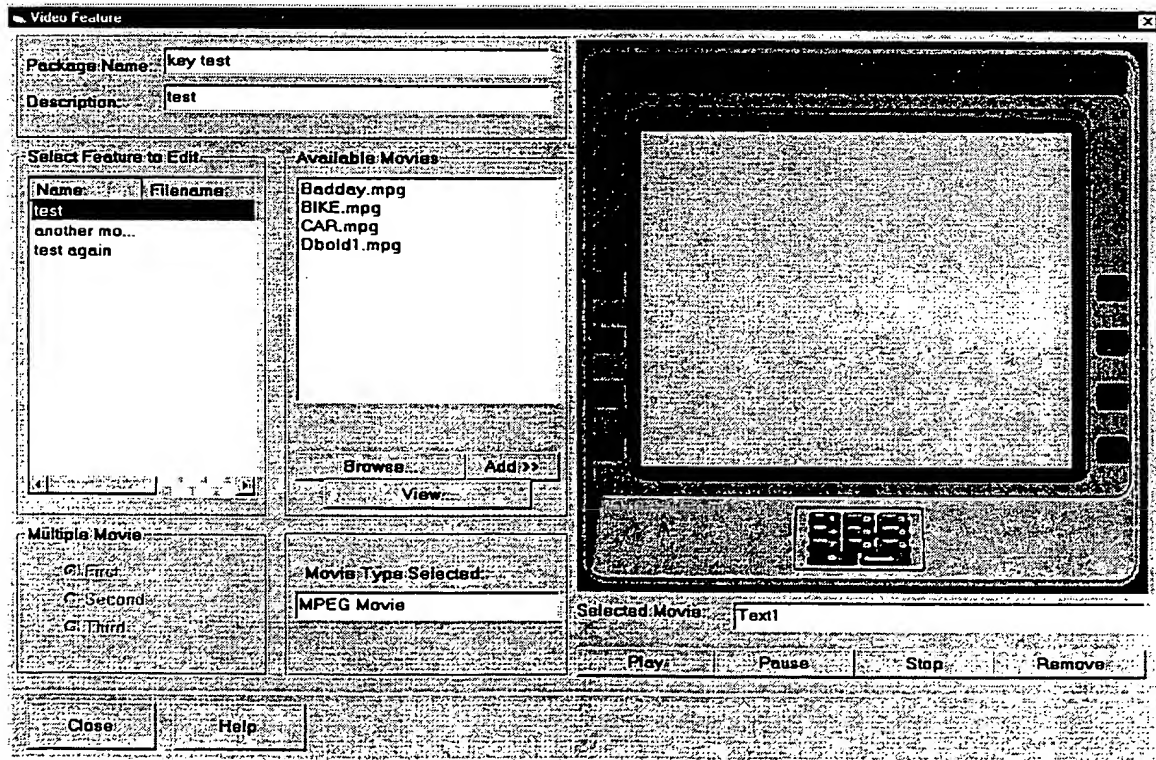 Video Feature
Package Name: key test
Description: test
Select Feature to Edit
Name: Filename:
test
another mo...
test again
Available Movies
Badday.mpg
BIKE.mpg
CAR.mpg
Dbold1.mpg
Browse... Add >>
View
Multiple Movie
First
Second
Third
Movie Type Selected:
MPEG Movie
Selected Movie: Text1
Play Pause Stop Remove
Close Help